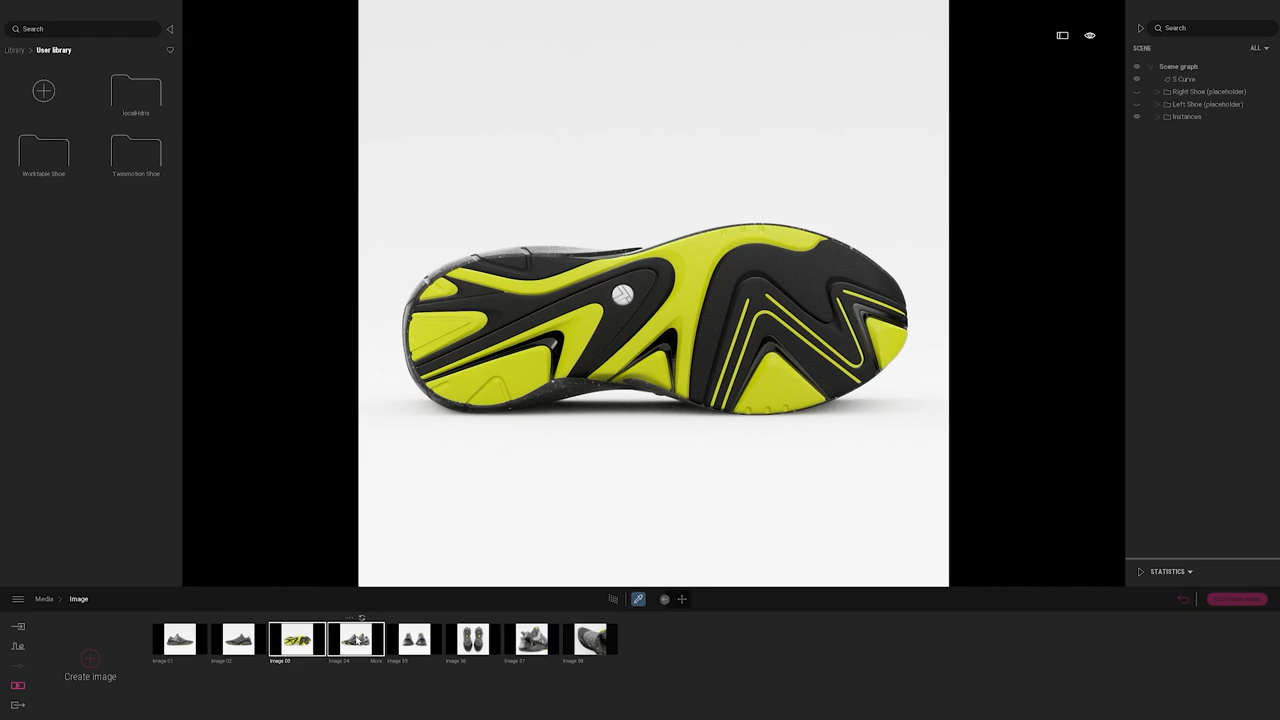 Search
Library > User library
localHdris
Worktable Shoe
Twinmotion Shoe
Search
SCENE
ALL
Scene graph
S Curve
Right Shoe (placeholder)
Left Shoe (placeholder)
Instances
STATISTICS
Media > Image
Create image
Image 01
Image 02
Image 03
Image 04
More
Image 05
Image 06
Image 07
Image 08